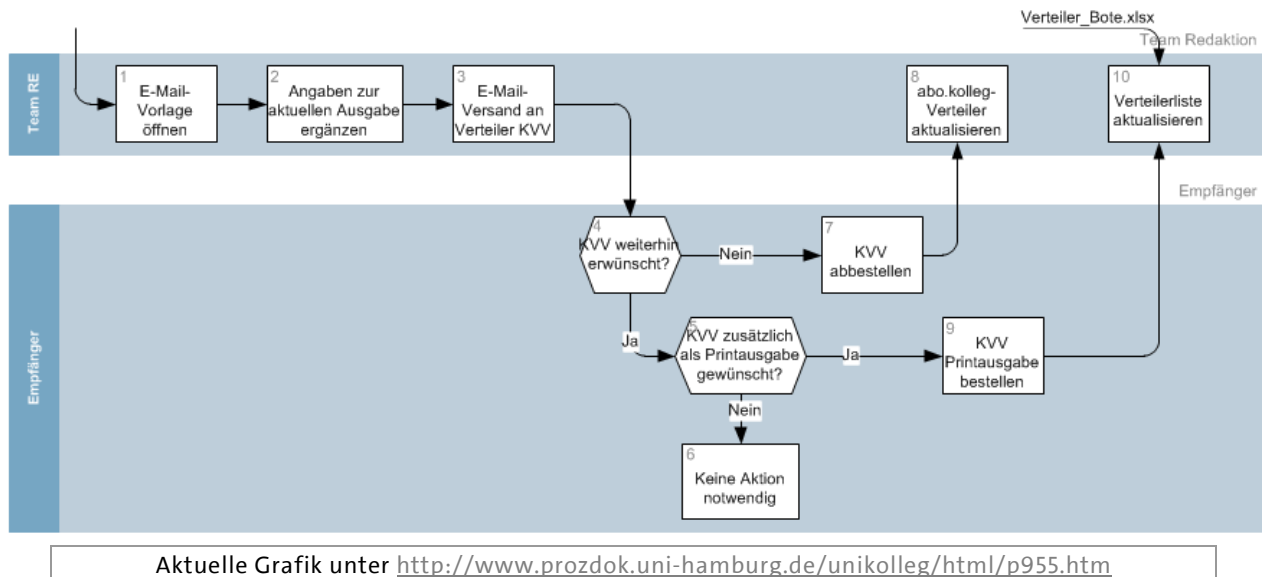 Verteiler_Bote.xlsx
Team Redaktion
Team RE
1
E-Mail-
Vorlage
öffnen
2
Angaben zur
aktuellen Ausgabe
ergänzen
3
E-Mail-
Versand an
Verteiler KVV
8
abo.kolleg-
Verteiler
aktualisieren
10
Verteilerliste
aktualisieren
Empfänger
Empfänger
4
KVV weiterhin
erwünscht?
Nein
7
KVV
abbestellen
Ja
5
KVV zusätzlich
als Printausgabe
gewünscht?
Ja
9
KVV
Printausgabe
bestellen
Nein
6
Keine Aktion
notwendig
Aktuelle Grafik unter http://www.prozdok.uni-hamburg.de/unikolleg/html/p955.htm